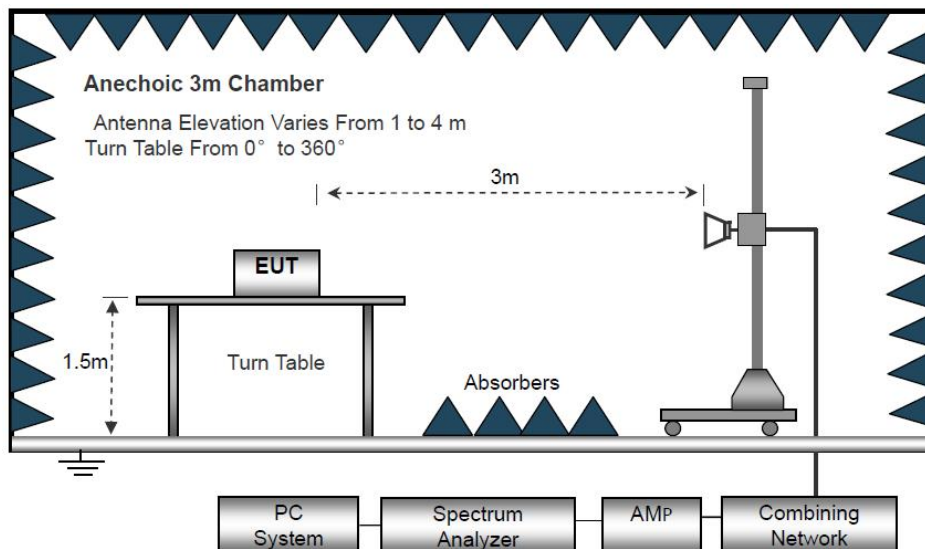 Anechoic 3m Chamber
Antenna Elevation Varies From 1 to 4 m
Turn Table From 0° to 360°
3m
EUT
1.5m
Turn Table
Absorbers
PC
System
Spectrum
Analyzer
AMP
Combining
Network